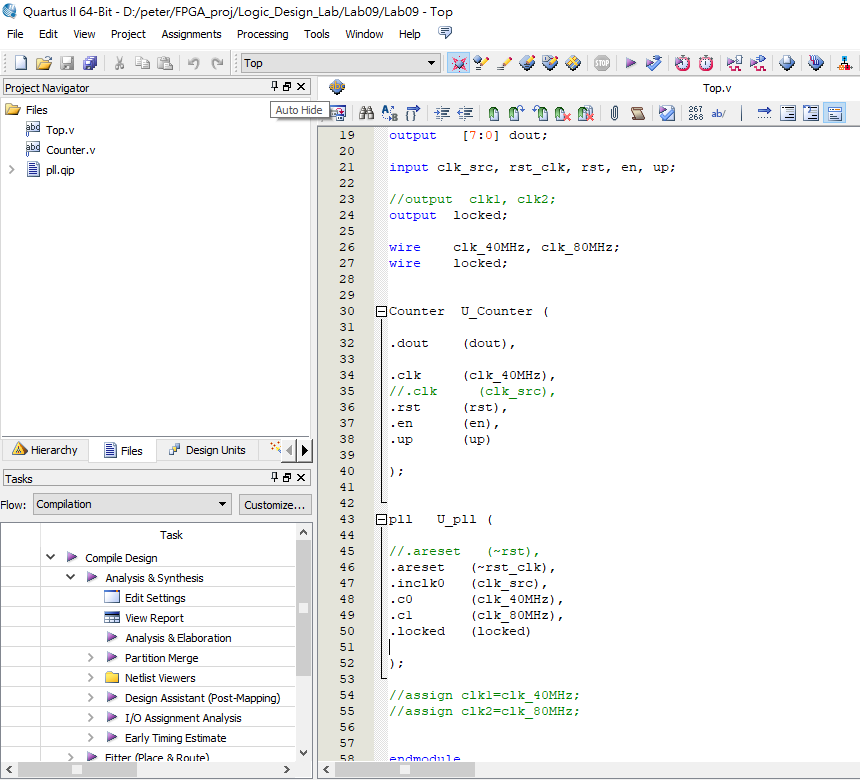 Quartus II 64-Bit - D:/peter/FPGA_proj/Logic_Design_Lab/Lab09/Lab09 - Top
File Edit View Project Assignments Processing Tools Window Help
Top
Project Navigator
Files
Top.v
Counter.v
pll.qip
Auto Hide
Hierarchy Files Design Units
Tasks
Flow: Compilation Customize...
Task
Compile Design
Analysis & Synthesis
Edit Settings
View Report
Analysis & Elaboration
Partition Merge
Netlist Viewers
Design Assistant (Post-Mapping)
I/O Assignment Analysis
Early Timing Estimate
Fitter (Place & Route)
Top.v
267
268 ab/
19 output [7:0] dout;
20
21 input clk_src, rst_clk, rst, en, up;
22
23 //output clk1, clk2;
24 output locked;
25
26 wire clk_40MHz, clk_80MHz;
27 wire locked;
28
29
30 Counter U_Counter (
31
32 .dout (dout),
33
34 .clk (clk_40MHz),
35 //.clk (clk_src),
36 .rst (rst),
37 .en (en),
38 .up (up)
39
40 );
41
42
43 pll U_pll (
44
45 //.areset (~rst),
46 .areset (~rst_clk),
47 .inclk0 (clk_src),
48 .c0 (clk_40MHz),
49 .c1 (clk_80MHz),
50 .locked (locked)
51
52 );
53
54 //assign clk1=clk_40MHz;
55 //assign clk2=clk_80MHz;
56
57
58 endmodule